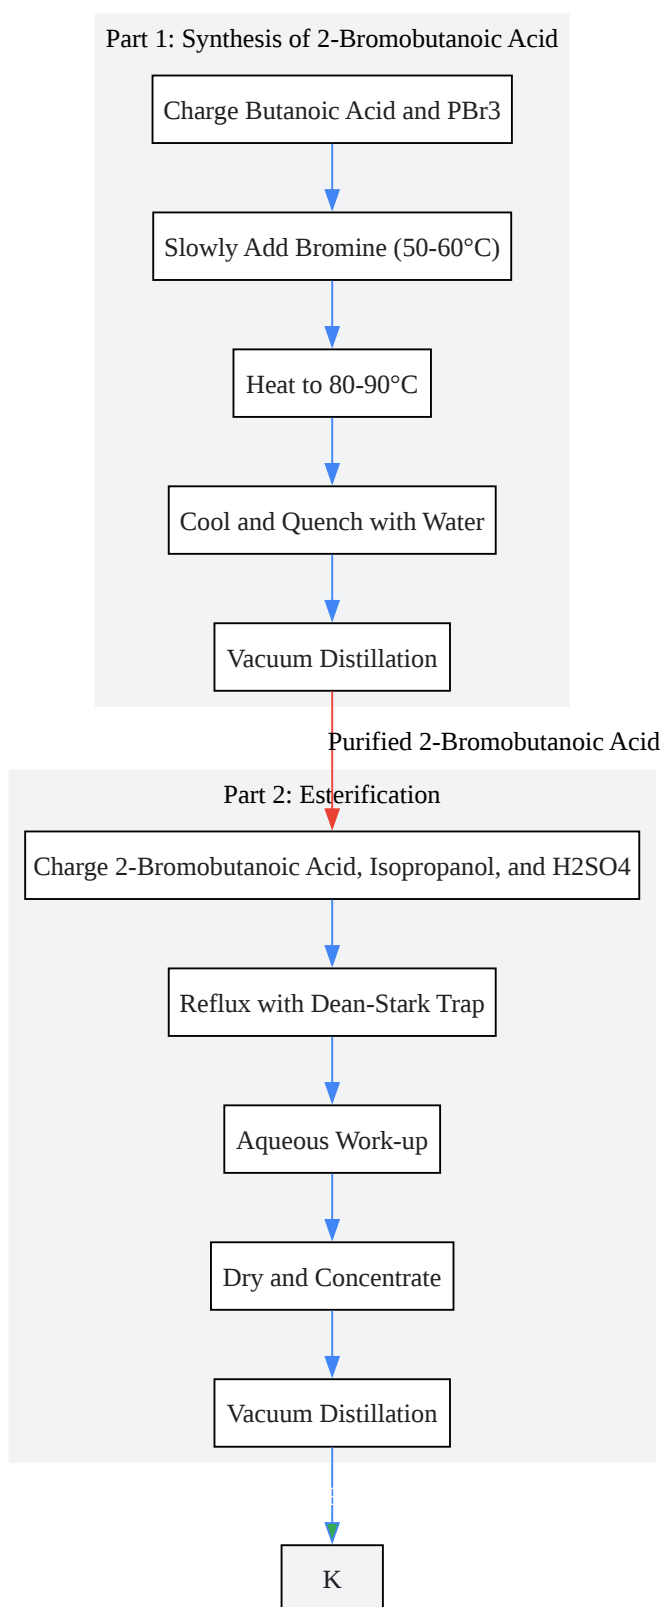 Part 1: Synthesis of 2-Bromobutanoic Acid
Charge Butanoic Acid and PBr3
Slowly Add Bromine (50-60°C)
Heat to 80-90°C
Cool and Quench with Water
Vacuum Distillation
Purified 2-Bromobutanoic Acid
Part 2: Esterification
Charge 2-Bromobutanoic Acid, Isopropanol, and H2SO4
Reflux with Dean-Stark Trap
Aqueous Work-up
Dry and Concentrate
Vacuum Distillation
K